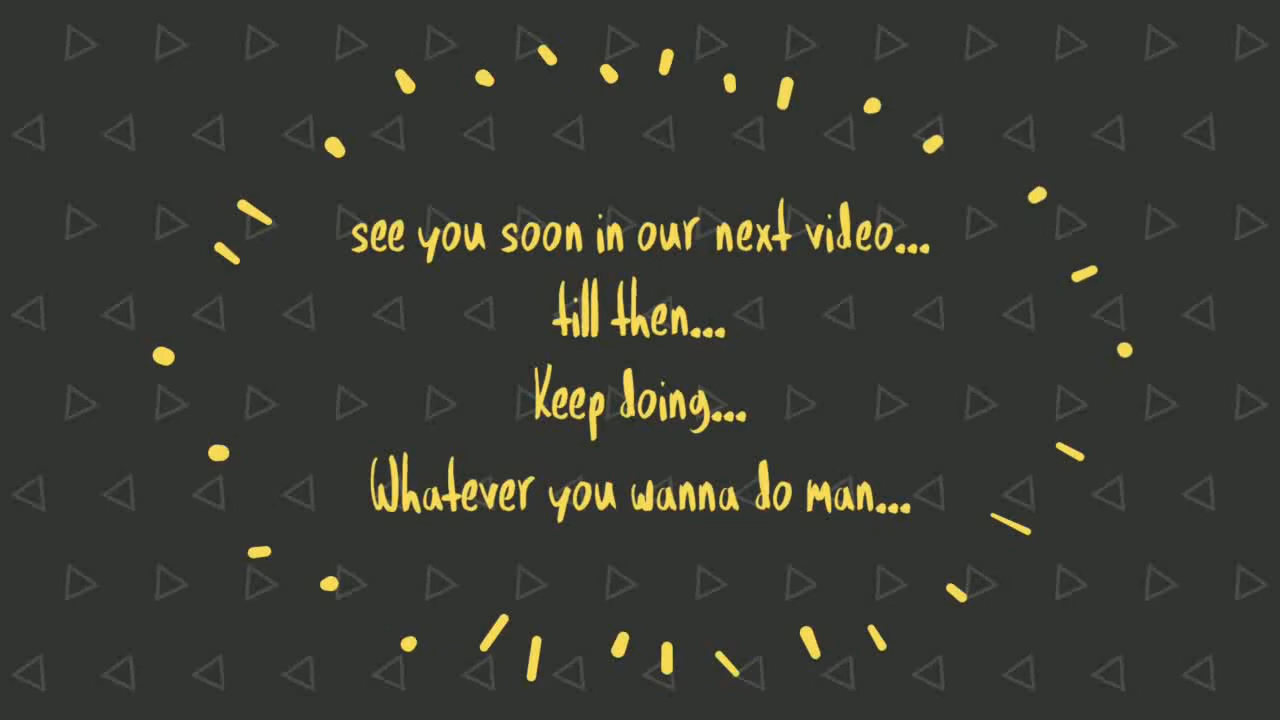 see you soon in our next video...
till then...
Keep doing...
Whatever you wanna do man...